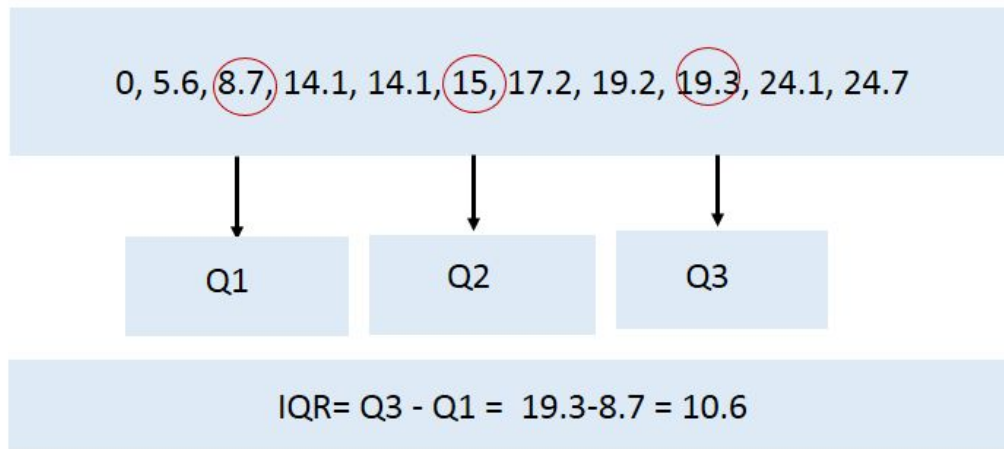 0, 5.6, 8.7, 14.1, 14.1, 15, 17.2, 19.2, 19.3, 24.1, 24.7
Q1
Q2
Q3
IQR= Q3 - Q1 = 19.3-8.7 = 10.6